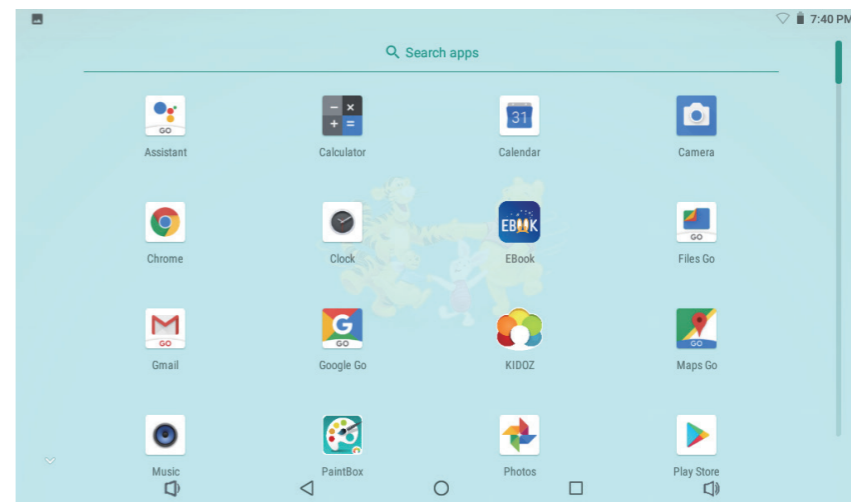 7:40 PM
Search apps
GO
31
Assistant
Calculator
Calendar
Camera
EBOOK
GO
Chrome
Clock
EBook
Files Go
GO
G
GO
GO
Gmail
Google Go
KIDOZ
Maps Go
Music
PaintBox
Photos
Play Store